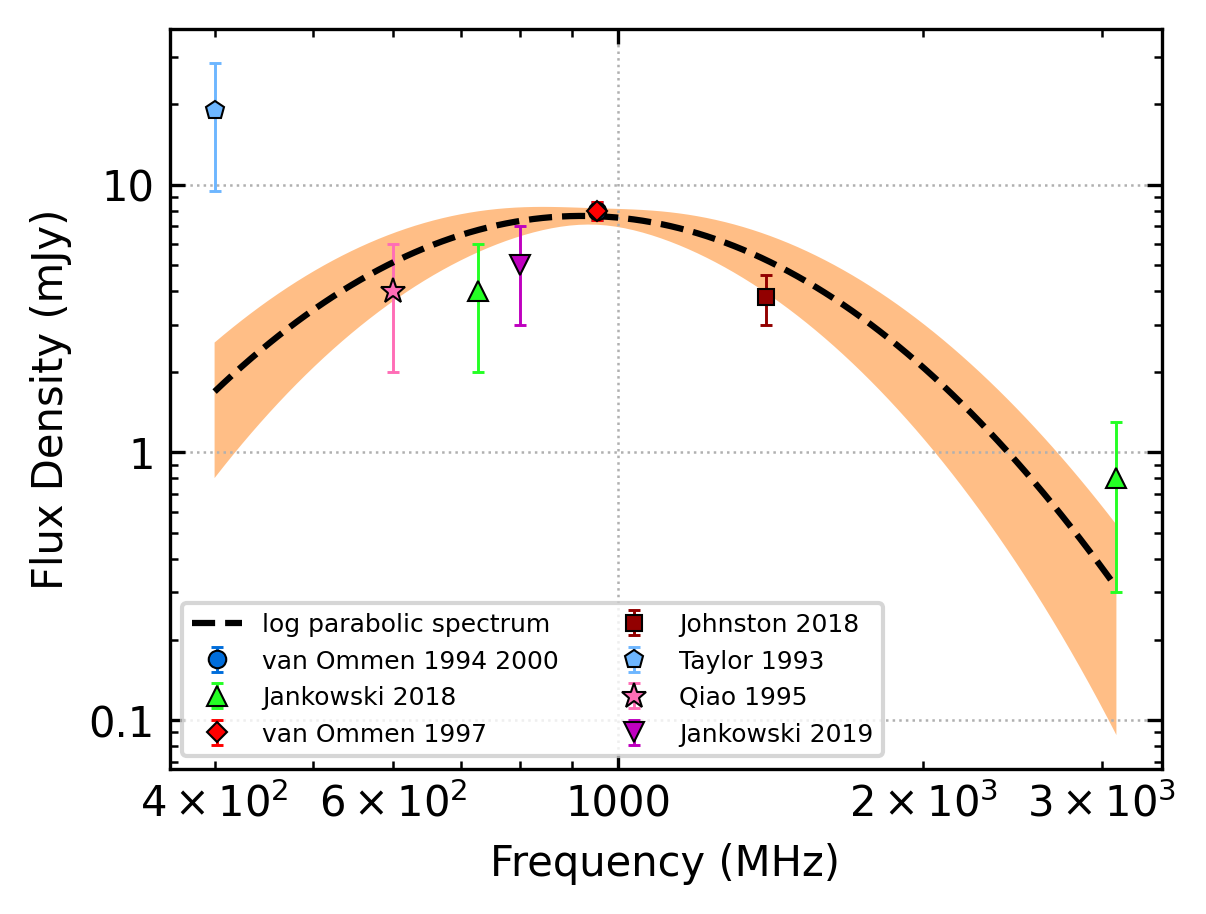 Flux Density (mJy)
10
1
0.1
log parabolic spectrum
van Ommen 1994 2000
Jankowski 2018
van Ommen 1997
Johnston 2018
Taylor 1993
Qiao 1995
Jankowski 2019
4 × 10² 6 × 10² 1000 2 × 10³ 3 × 10³
Frequency (MHz)